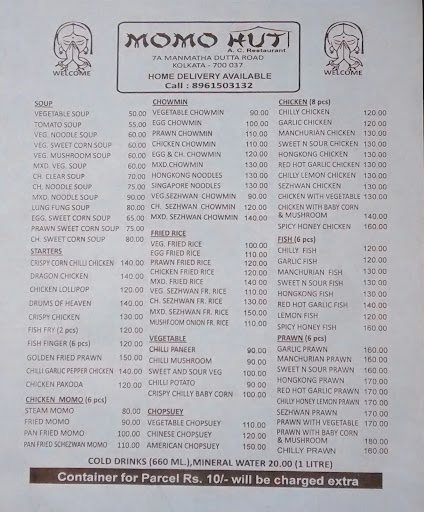 WELCOME
MOMO HUT
A. C. Restaurant
7A MANMATHA DUTTA ROAD
KOLKATA - 700 037
HOME DELIVERY AVAILABLE
Call : 8961503132
WELCOME
SOUP
VEGETABLE SOUP 50.00
TOMATO SOUP 55.00
VEG. NOODLE SOUP 60.00
VEG. SWEET CORN SOUP 60.00
VEG. MUSHROOM SOUP 60.00
MXD. VEG. SOUP 60.00
CH. CLEAR SOUP 70.00
CH. NOODLE SOUP 75.00
MXD. NOODLE SOUP 90.00
LUNG FUNG SOUP 80.00
EGG. SWEET CORN SOUP 65.00
PRAWN SWEET CORN SOUP 75.00
CH. SWEET CORN SOUP 80.00
STARTERS
CRISPY CORN CHILLI CHICKEN 140.00
DRAGON CHICKEN 140.00
CHICKEN LOLLIPOP 120.00
DRUMS OF HEAVEN 140.00
CRISPY CHICKEN 130.00
FISH FRY (2 pcs) 120.00
FISH FINGER (6 pcs) 120.00
GOLDEN FRIED PRAWN 150.00
CHILLI GARLIC PEPPER CHICKEN 140.00
CHICKEN PAKODA 120.00
CHICKEN MOMO (6 pcs)
STEAM MOMO 80.00
FRIED MOMO 90.00
PAN FRIED MOMO 100.00
PAN FRIED SCHEZWAN MOMO 110.00
CHOWMIN
VEGETABLE CHOWMIN 90.00
EGG CHOWMIN 100.00
PRAWN CHOWMIN 110.00
CHICKEN CHOWMIN 110.00
EGG & CH. CHOWMIN 120.00
MXD.CHOWMIN 130.00
HONGKONG NOODLES 130.00
SINGAPORE NOODLES 130.00
VEG.SEZHWAN CHOWMIN 90.00
CH. SEZHWAN CHOWMIN 120.00
MXD. SEZHWAN CHOWMIN 140.00
FRIED RICE
VEG. FRIED RICE 100.00
EGG FRIED RICE 110.00
PRAWN FRIED RICE 120.00
CHICKEN FRIED RICE 120.00
MXD. FRIED RICE 140.00
VEG. SEZHWAN FR. RICE 110.00
CH. SEZHWAN FR. RICE 130.00
MXD. SEZHWAN FR. RICE 150.00
MUSHFOOM ONION FR. RICE 110.00
VEGETABLE
CHILLI PANEER 90.00
CHILLI MUSHROOM 90.00
SWEET AND SOUR VEG 100.00
CHILLI POTATO 90.00
CRISPY CHILLY BABY CORN 100.00
CHOPSUEY
VEGETABLE CHOPSUEY 110.00
CHINESE CHOPSUEY 120.00
AMERICAN CHOPSUEY 150.00
CHICKEN (8 pcs)
CHILLY CHICKEN 120.00
GARLIC CHICKEN 120.00
MANCHURIAN CHICKEN 130.00
SWEET N SOUR CHICKEN 130.00
HONGKONG CHICKEN 130.00
RED HOT GARLIC CHICKEN 130.00
CHILLY LEMON CHICKEN 130.00
SEZHWAN CHICKEN 130.00
CHICKEN WITH VEGETABLE 130.00
CHICKEN WITH BABY CORN
& MUSHROOM 140.00
SPICY HONEY CHICKEN 160.00
FISH (6 pcs)
CHILLY FISH 120.00
GARLIC FISH 120.00
MANCHURIAN FISH 130.00
SWEET N SOUR FISH 130.00
HONGKONG FISH 130.00
RED HOT GARLIC FISH 140.00
LEMON FISH 120.00
SPICY HONEY FISH 160.00
PRAWN (6 pcs)
GARLIC PRAWN 160.00
MANCHURIAN PRAWN 160.00
SWEET N SOUR PRAWN 160.00
HONGKONG PRAWN 170.00
RED HOT GARLIC PRAWN 170.00
CHILLY HONEY LEMON PRAWN 170.00
SEZHWAN PRAWN 170.00
PRAWN WITH VEGETABLE 170.00
PRAWN WITH BABY CORN
& MUSHROOM 180.00
CHILLY PRAWN 160.00
COLD DRINKS (660 ML.),MINERAL WATER 20.00 (1 LITRE)
Container for Parcel Rs. 10/- will be charged extra